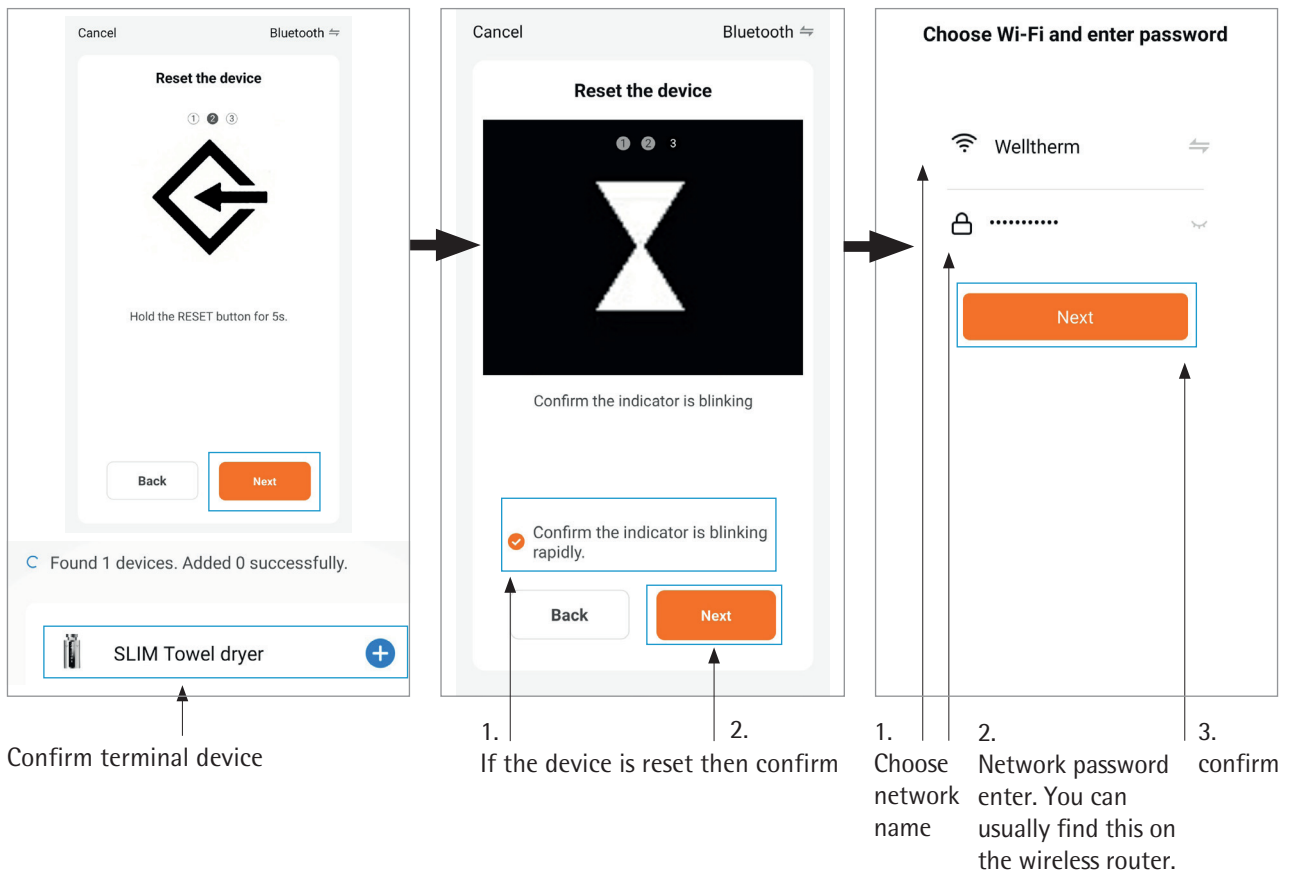 Cancel
Bluetooth
Reset the device
1 2 3
Hold the RESET button for 5s.
Back
Next
Found 1 devices. Added 0 successfully.
SLIM Towel dryer
Confirm terminal device
Cancel
Bluetooth
Reset the device
1 2 3
Confirm the indicator is blinking
Confirm the indicator is blinking
rapidly.
Back
Next
1.
2.
If the device is reset then confirm
Choose Wi-Fi and enter password
Welltherm
•••••••••••
Next
1.
Choose
network
name
2.
Network password
enter. You can
usually find this on
the wireless router.
3.
confirm